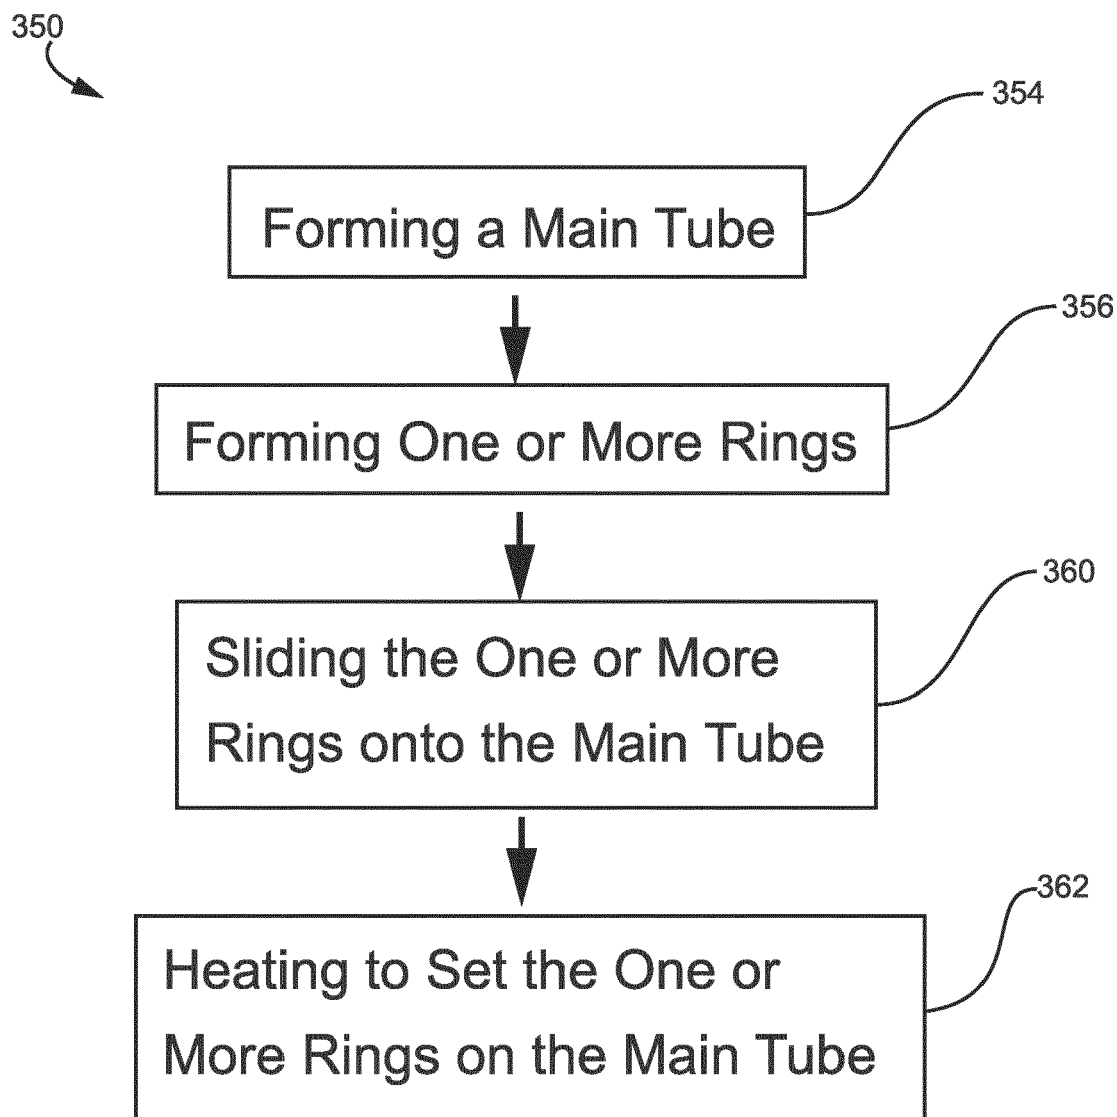 350
354
Forming a Main Tube
356
Forming One or More Rings
360
Sliding the One or More
Rings onto the Main Tube
362
Heating to Set the One or
More Rings on the Main Tube